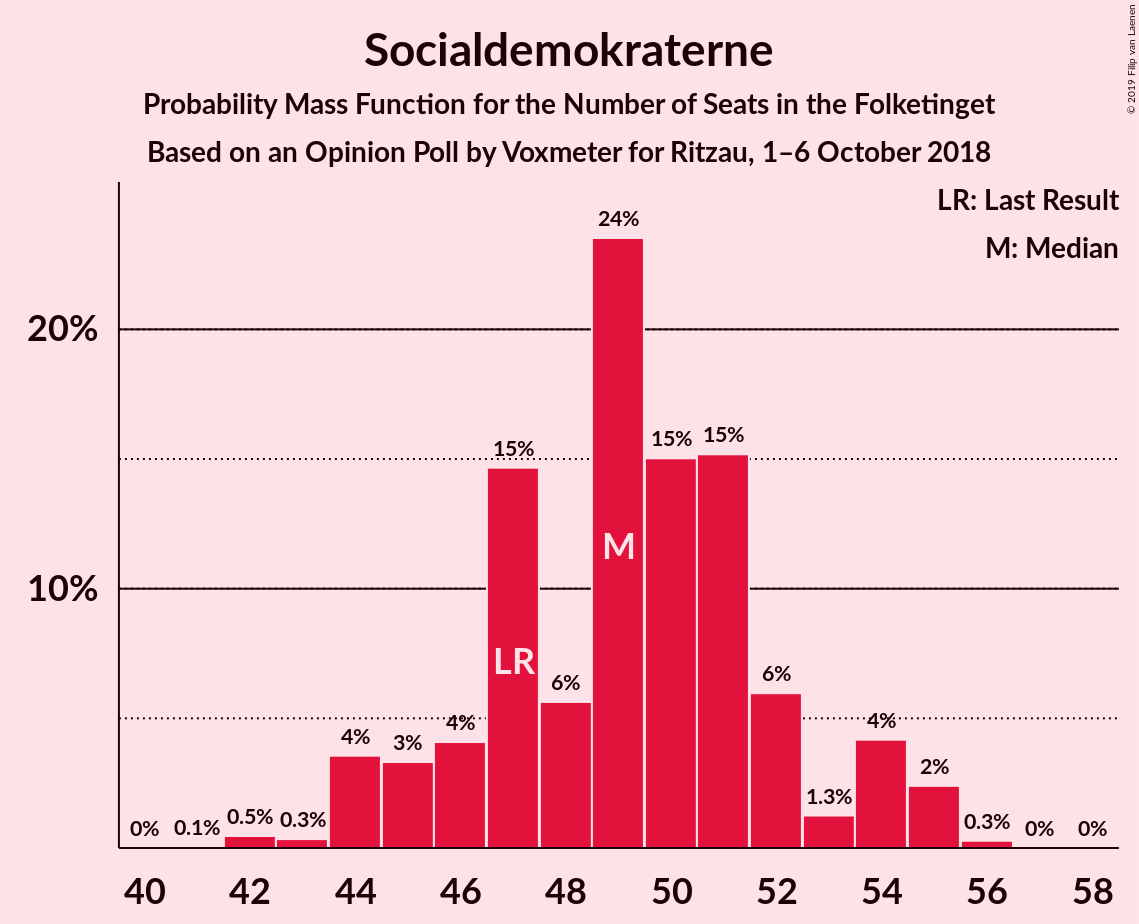 Socialdemokraterne
Probability Mass Function for the Number of Seats in the Folketinget
Based on an Opinion Poll by Voxmeter for Ritzau, 1–6 October 2018
© 2019 Filip van Laenen
LR: Last Result
M: Median
20%
10%
0%
0.1%
0.5%
0.3%
4%
3%
4%
15%
6%
24%
15%
15%
6%
1.3%
4%
2%
0.3%
0%
0%
LR
M
40 42 44 46 48 50 52 54 56 58